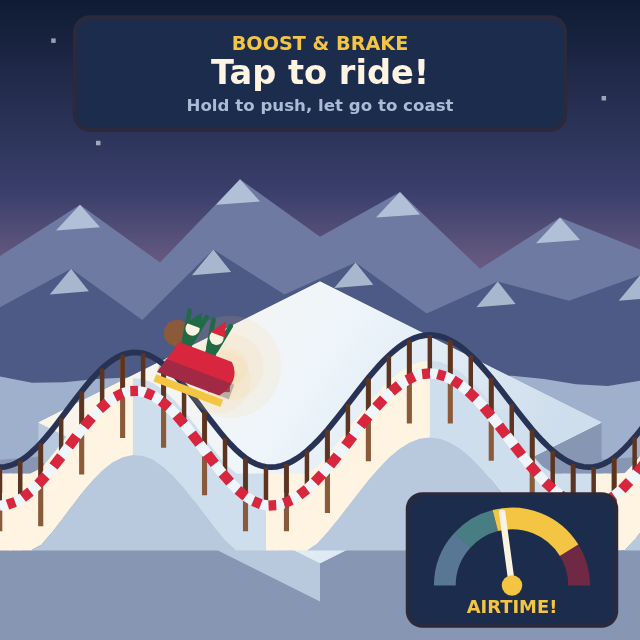 BOOST & BRAKE
Tap to ride!
Hold to push, let go to coast
AIRTIME!